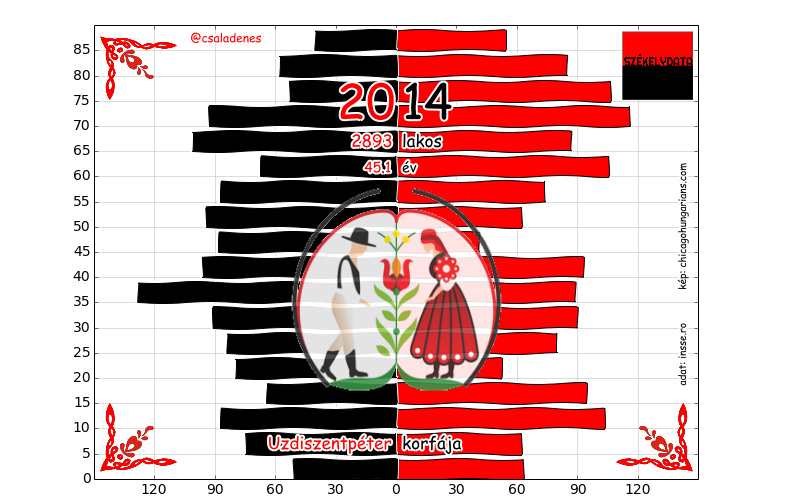 @csaladenes
SZÉKELYDATA
2014
2893 lakos
45.1 év
kép: chicagohungarians.com
adat: insse.ro
Uzdiszentpéter korfája
85
80
75
70
65
60
55
50
45
40
35
30
25
20
15
10
5
0
120 90 60 30 0 30 60 90 120